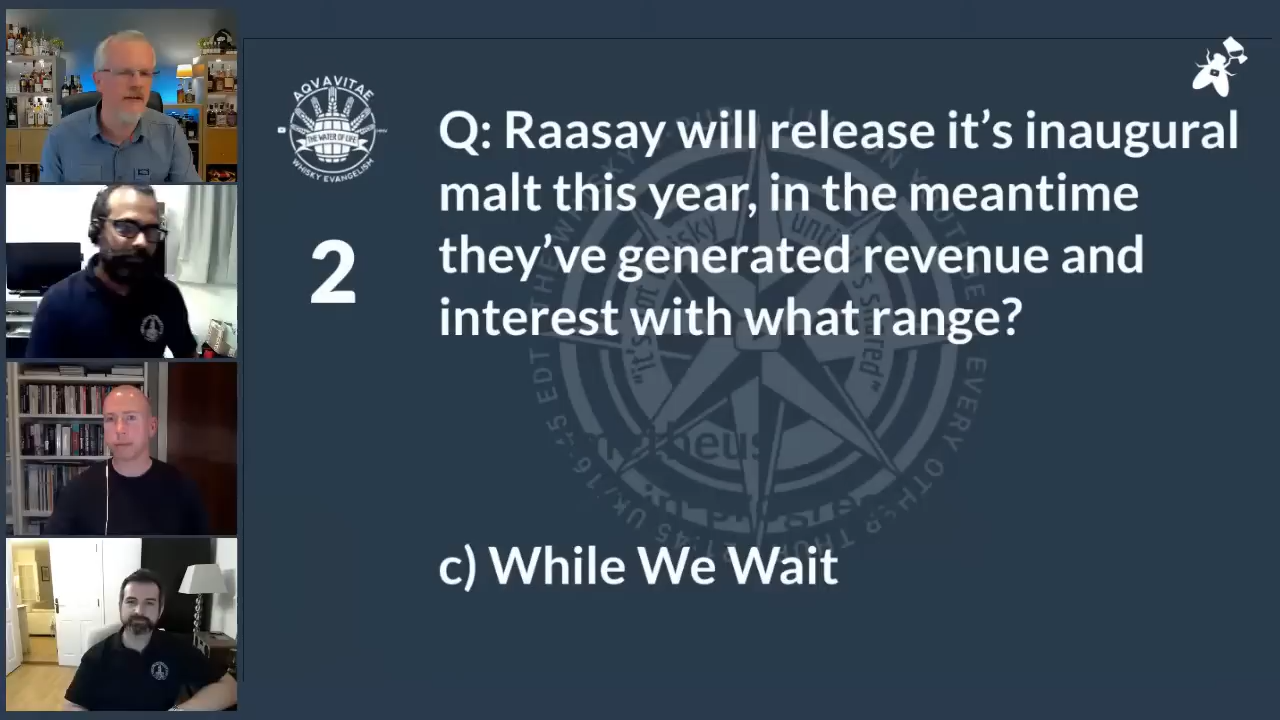 AQVAVITAE
THE WATER OF LIFE
WHISKY EVANGELISM
Q: Raasay will release it’s inaugural
malt this year, in the meantime
they’ve generated revenue and
interest with what range?
2
c) While We Wait